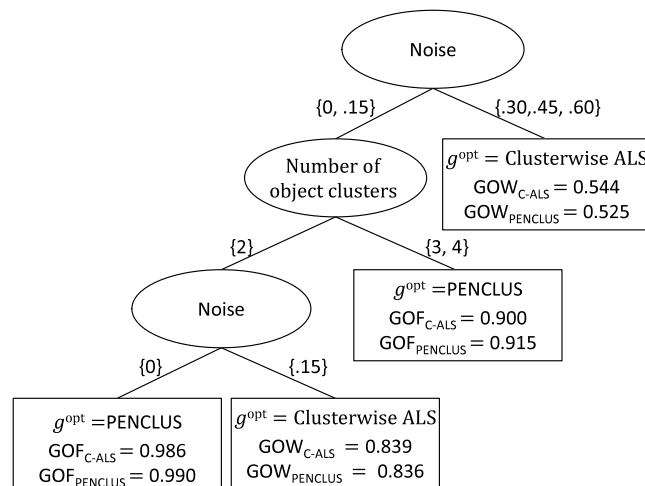 Noise
{0, .15}
{.30,.45, .60}
Number of
object clusters
g^opt = Clusterwise ALS
GOW_C-ALS = 0.544
GOW_PENCLUS = 0.525
{2}
{3, 4}
Noise
g^opt =PENCLUS
GOF_C-ALS = 0.900
GOF_PENCLUS = 0.915
{0}
{.15}
g^opt =PENCLUS
GOF_C-ALS = 0.986
GOF_PENCLUS = 0.990
g^opt = Clusterwise ALS
GOW_C-ALS = 0.839
GOW_PENCLUS = 0.836